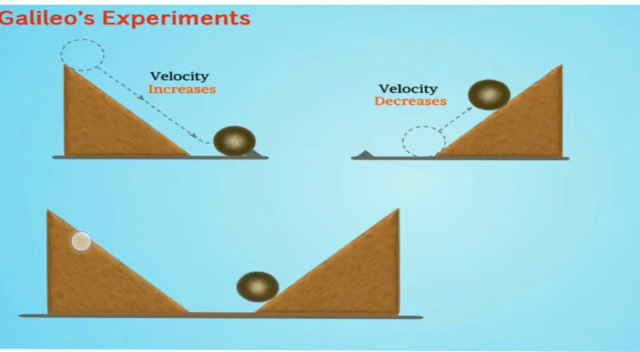 Galileo's Experiments
Velocity
Increases
Velocity
Decreases